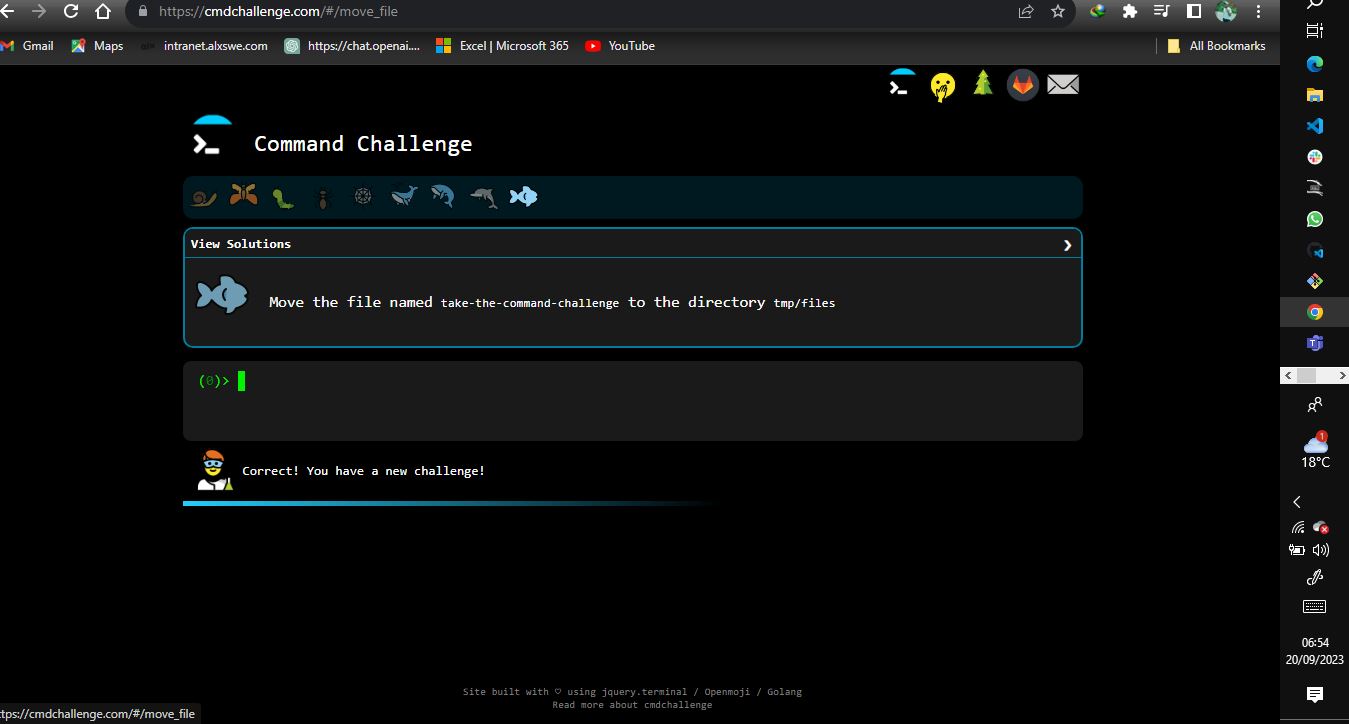 https://cmdchallenge.com/#/move_file
Gmail Maps intranet.alxswe.com https://chat.openai.... Excel | Microsoft 365 YouTube All Bookmarks
Command Challenge
View Solutions
Move the file named take-the-command-challenge to the directory tmp/files
(0)>
Correct! You have a new challenge!
1
18°C
06:54
20/09/2023
Site built with ♡ using jquery.terminal / Openmoji / Golang
Read more about cmdchallenge
ttps://cmdchallenge.com/#/move_file